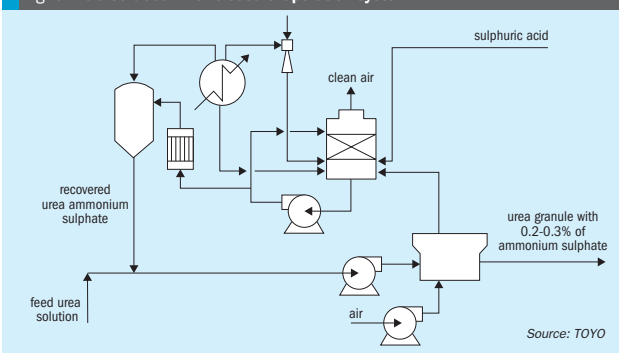 sulphuric acid
clean air
recovered
urea ammonium
sulphate
urea granule with
0.2-0.3% of
ammonium sulphate
feed urea
solution
air
Source: TOYO